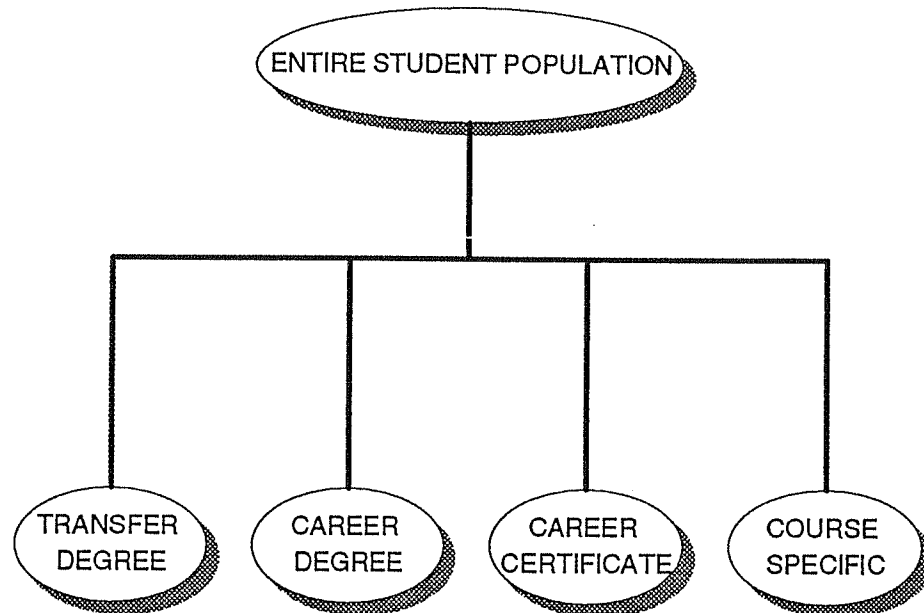 ENTIRE STUDENT POPULATION
TRANSFER
DEGREE
CAREER
DEGREE
CAREER
CERTIFICATE
COURSE
SPECIFIC